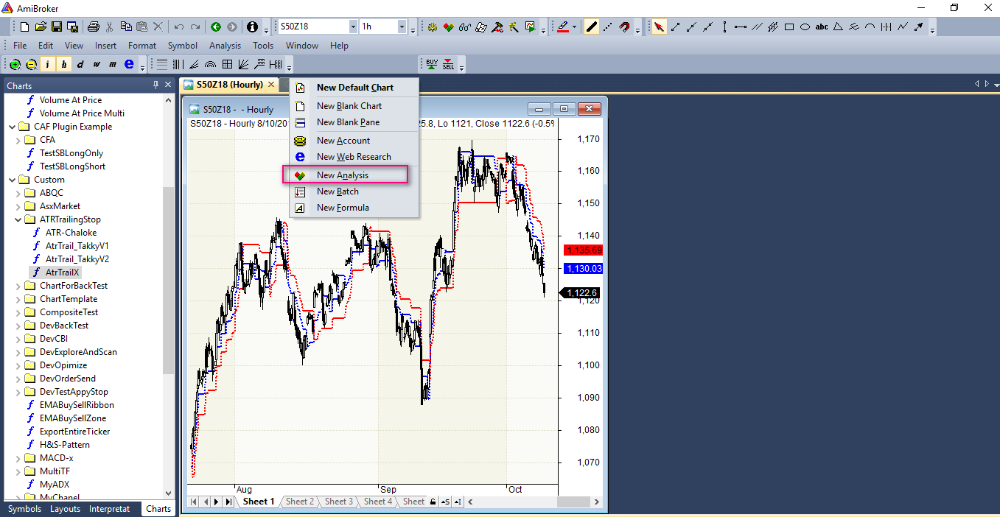 AmiBroker
S50Z18 1h
abc
File Edit View Insert Format Symbol Analysis Tools Window Help
i h d w m e BUY SELL
Charts
Volume At Price
Volume At Price Multi
CAF Plugin Example
CFA
TestSBLongOnly
TestSBLongShort
Custom
ABQC
AsxMarket
ATRTrailingStop
ATR-Chaloke
AtrTrail_TakkyV1
AtrTrail_TakkyV2
AtrTrailX
ChartForBackTest
ChartTemplate
CompositeTest
DevBackTest
DevCBI
DevExploreAndScan
DevOpimize
DevOrderSend
DevTestAppyStop
EMABuySellRibbon
EMABuySellZone
ExportEntireTicker
H&S-Pattern
MACD-x
MultiTF
MyADX
MyChanel
Symbols Layouts Interpretat Charts
S50Z18 (Hourly)
S50Z18 - - Hourly
S50Z18 - Hourly 8/10/20 25.8, Lo 1121, Close 1122.6 (-0.5%
New Default Chart
New Blank Chart
New Blank Pane
New Account
New Web Research
New Analysis
New Batch
New Formula
1,170
1,160
1,150
1,140
1,135.69
1,130.03
1,122.6
1,120
1,110
1,100
1,090
1,080
1,070
Aug Sep Oct
Sheet 1 Sheet 2 Sheet 3 Sheet 4 Sheet S I